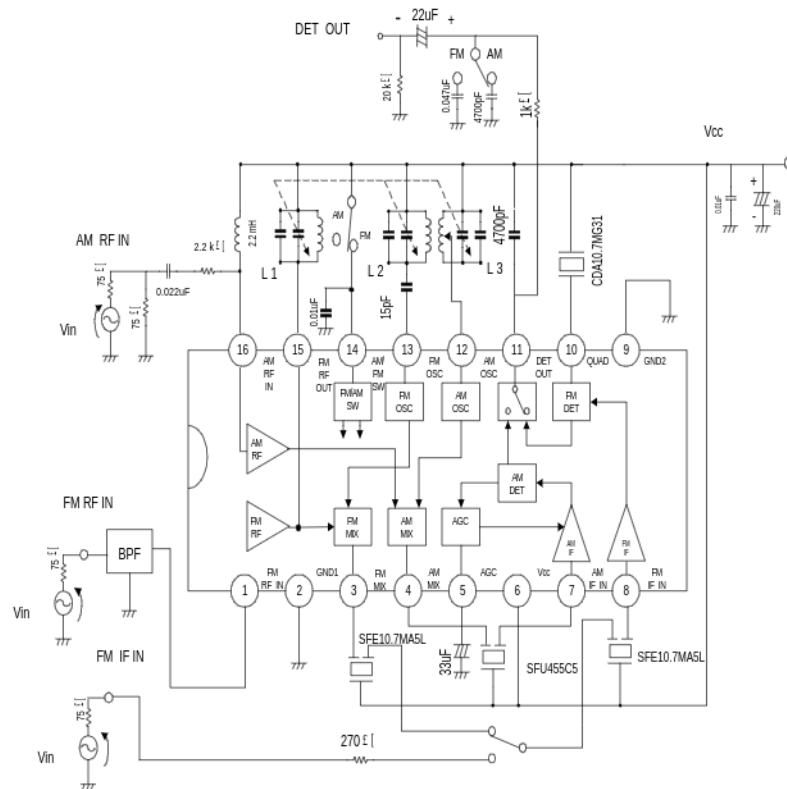 DET OUT
-
22uF
+
FM
AM
20 k£[
0.047uF
4700pF
1k£[
Vcc
0.01uF
+
-
220uF
AM RF IN
2.2 k£[
2.2 mH
L 1
AM
FM
L 2
L 3
4700pF
CDA10.7MG31
75 £[
0.022uF
75 £[
Vin
0.01uF
15pF
16
15
14
13
12
11
10
9
AM RF IN
FM RF OUT
AM/ FM SW
FM OSC
AM OSC
DET OUT
QUAD
GND2
FM/AM SW
FM OSC
AM OSC
FM DET
AM RF
AM DET
FM RF
FM MIX
AM MIX
AGC
AM IF
FM IF
FM RF IN
75 £[
BPF
Vin
1
2
3
4
5
6
7
8
FM RF IN
GND1
FM MIX
AM MIX
AGC
Vcc
AM IF IN
FM IF IN
SFE10.7MA5L
33uF
SFU455C5
SFE10.7MA5L
FM IF IN
75 £[
Vin
270£[